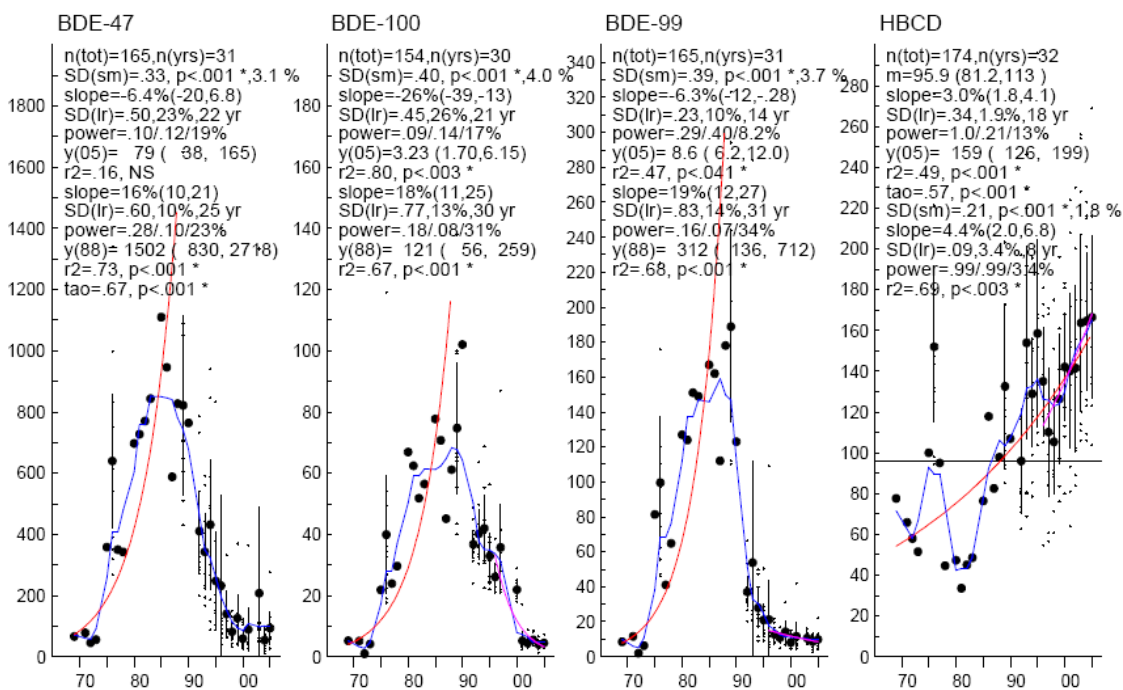 BDE-47
n(tot)=165,n(yrs)=31
SD(sm)=.33, p<.001 *,3.1 %
slope=-6.4%(-20,6.8)
SD(lr)=.50,23%,22 yr
power=.10/.12/19%
y(05)= 79 ( 38, 165)
r2=.16, NS
slope=16%(10,21)
SD(lr)=.60,10%,25 yr
power=.28/.10/23%
y(88)= 1502 ( 830, 2718)
r2=.73, p<.001 *
tao=.67, p<.001 *
1800
1600
1400
1200
1000
800
600
400
200
0
70 80 90 00
BDE-100
n(tot)=154,n(yrs)=30
SD(sm)=.40, p<.001 *,4.0 %
slope=-26%(-39,-13)
SD(lr)=.45,26%,21 yr
power=.09/.14/17%
y(05)=3.23 (1.70,6.15)
r2=.80, p<.003 *
slope=18%(11,25)
SD(lr)=.77,13%,30 yr
power=.18/.08/31%
y(88)= 121 ( 56, 259)
r2=.67, p<.001 *
180
160
140
120
100
80
60
40
20
0
70 80 90 00
BDE-99
n(tot)=165,n(yrs)=31
SD(sm)=.39, p<.001 *,3.7 %
slope=-6.3%(-12,-.28)
SD(lr)=.23,10%,14 yr
power=.29/.40/8.2%
y(05)= 8.6 ( 6.2,12.0)
r2=.47, p<.041 *
slope=19%(12,27)
SD(lr)=.83,14%,31 yr
power=.16/.07/34%
y(88)= 312 ( 136, 712)
r2=.68, p<.001 *
340
320
300
280
260
240
220
200
180
160
140
120
100
80
60
40
20
0
70 80 90 00
HBCD
n(tot)=174,n(yrs)=32
m=95.9 (81.2,113 )
slope=3.0%(1.8,4.1)
SD(lr)=.34,1.9%,18 yr
power=1.0/.21/13%
y(05)= 159 ( 126, 199)
r2=.49, p<.001 *
tao=.57, p<.001 *
SD(sm)=.21, p<.001 *,1.8 %
slope=4.4%(2.0,6.8)
SD(lr)=.09,3.4%,8 yr
power=.99/.99/3.4%
r2=.69, p<.003 *
280
260
240
220
200
180
160
140
120
100
80
60
40
20
0
70 80 90 00